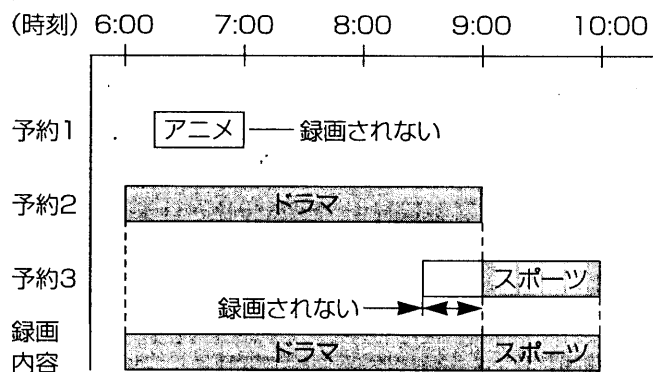 (時刻) 6:00 7:00 8:00 9:00 10:00
予約1 アニメ 録画されない
予約2 ドラマ
予約3 スポーツ
録画されない
録画
内容 ドラマ スポーツ